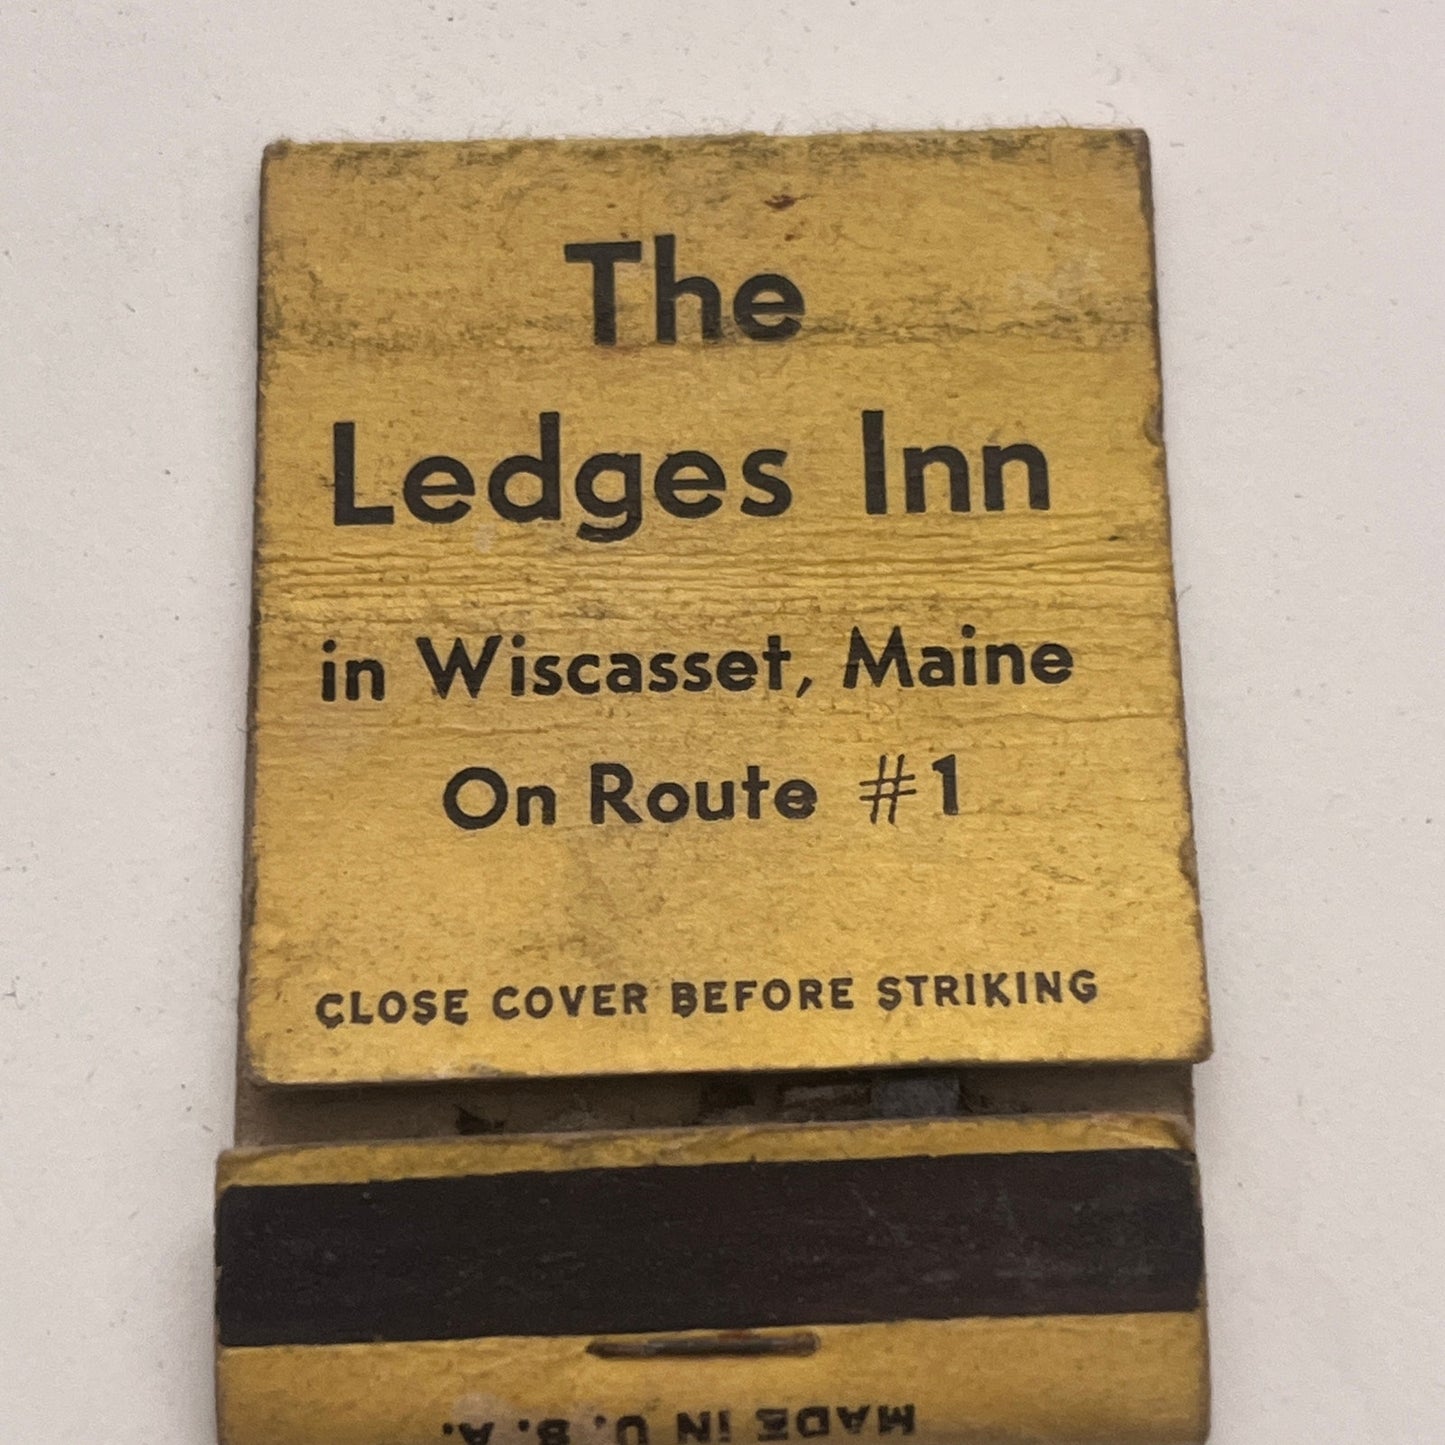 The
Ledges Inn
in Wiscasset, Maine
On Route #1
CLOSE COVER BEFORE STRIKING
MADE IN U.S.A.